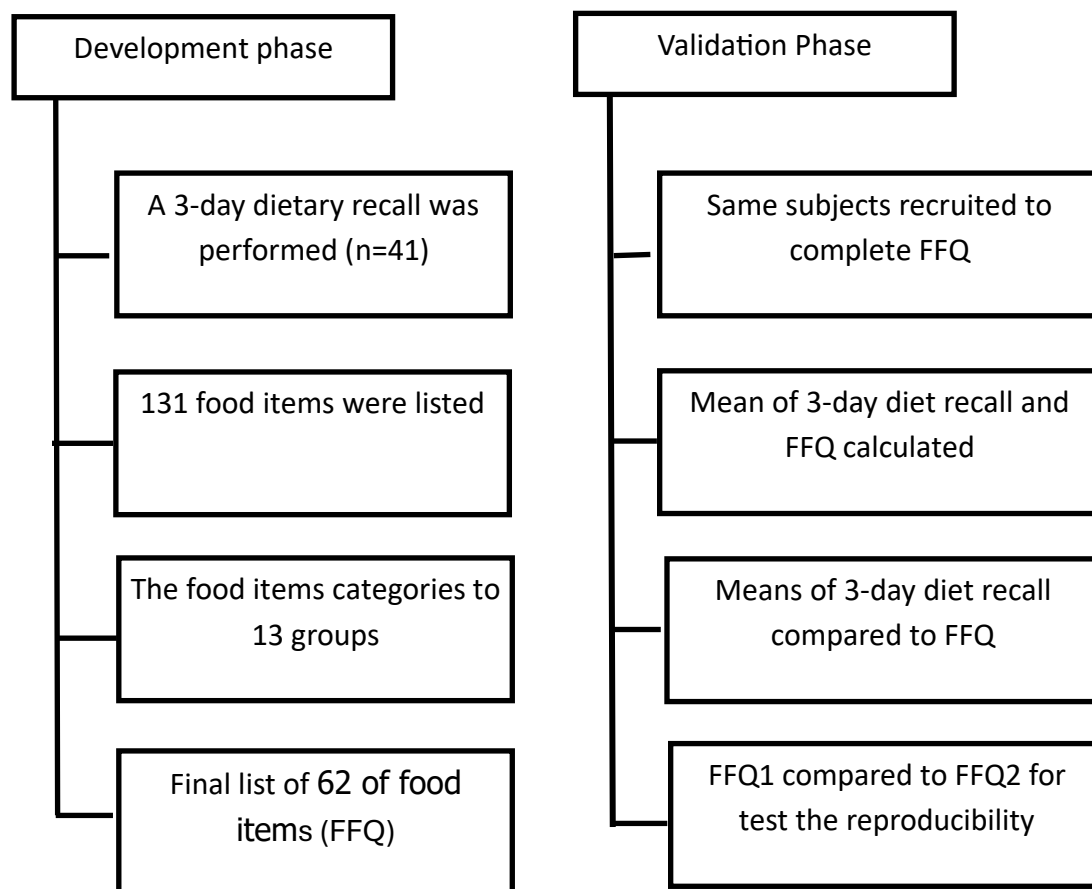 Development phase
A 3-day dietary recall was
performed (n=41)
131 food items were listed
The food items categories to
13 groups
Final list of 62 of food
items (FFQ)
Validation Phase
Same subjects recruited to
complete FFQ
Mean of 3-day diet recall and
FFQ calculated
Means of 3-day diet recall
compared to FFQ
FFQ1 compared to FFQ2 for
test the reproducibility